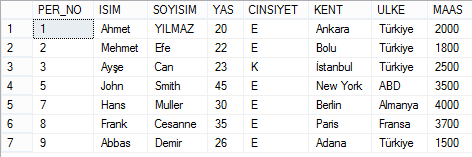 PER_NO ISIM SOYISIM YAS CINSIYET KENT ULKE MAAS
1 1 Ahmet YILMAZ 20 E Ankara Türkiye 2000
2 2 Mehmet Efe 22 E Bolu Türkiye 1800
3 3 Ayşe Can 23 K İstanbul Türkiye 2500
4 5 John Smith 45 E New York ABD 3500
5 7 Hans Muller 30 E Berlin Almanya 4000
6 8 Frank Cesanne 35 E Paris Fransa 3700
7 9 Abbas Demir 26 E Adana Türkiye 1500